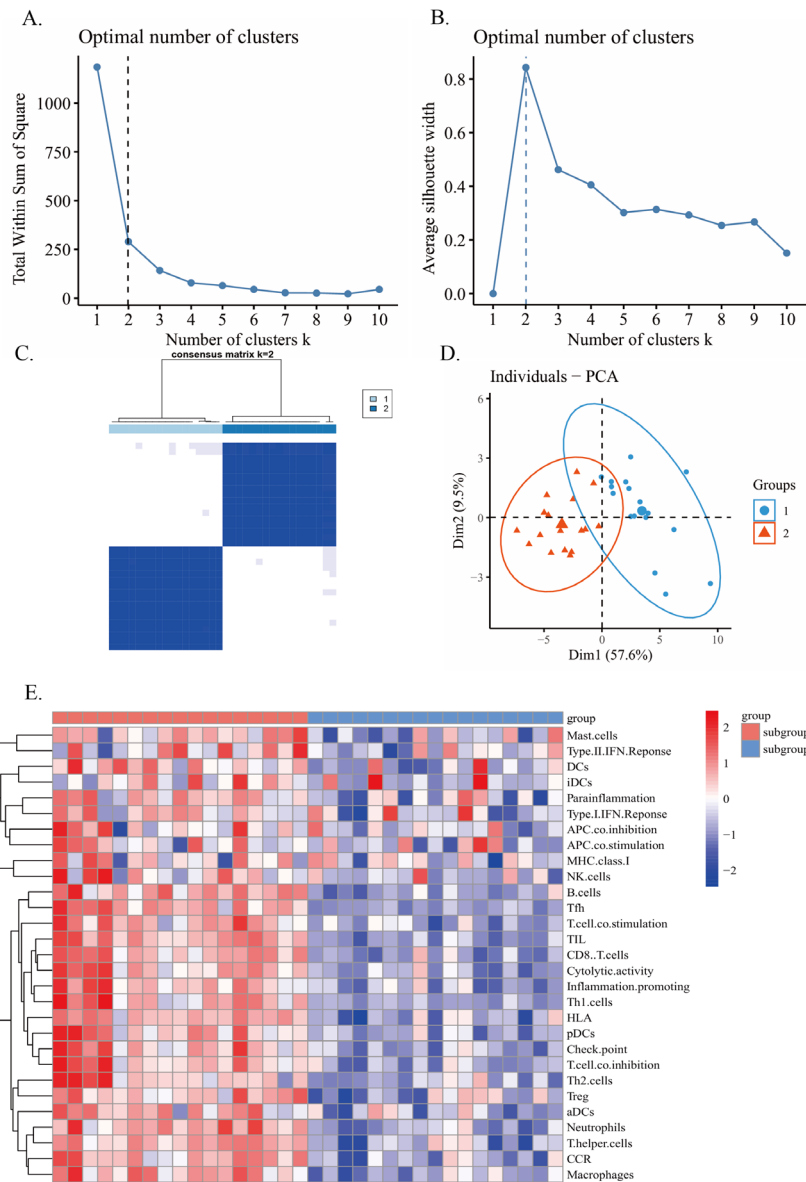 A.
Optimal number of clusters
Total Within Sum of Square
1000
750
500
250
0
1 2 3 4 5 6 7 8 9 10
Number of clusters k
B.
Optimal number of clusters
Average silhouette width
0.8
0.6
0.4
0.2
0.0
1 2 3 4 5 6 7 8 9 10
Number of clusters k
C.
consensus matrix k=2
1
2
D.
Individuals − PCA
Dim2 (9.5%)
6
3
0
−3
−5 0 5 10
Dim1 (57.6%)
Groups
1
2
E.
group
Mast.cells
Type.II.IFN.Reponse
DCs
iDCs
Parainflammation
Type.I.IFN.Reponse
APC.co.inhibition
APC.co.stimulation
MHC.class.I
NK.cells
B.cells
Tfh
T.cell.co.stimulation
TIL
CD8..T.cells
Cytolytic.activity
Inflammation.promoting
Th1.cells
HLA
pDCs
Check.point
T.cell.co.inhibition
Th2.cells
Treg
aDCs
Neutrophils
T.helper.cells
CCR
Macrophages
2
1
0
−1
−2
group
subgroup
subgroup